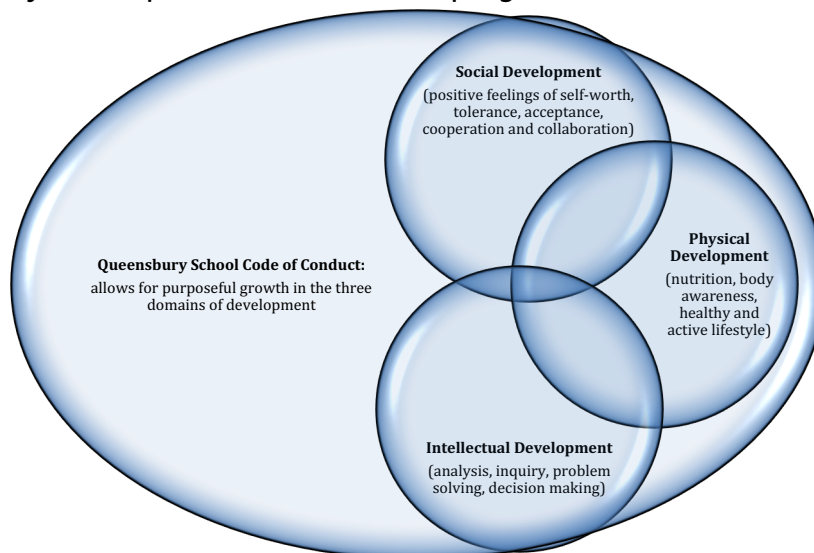 Queensbury School Code of Conduct:
allows for purposeful growth in the three
domains of development
Social Development
(positive feelings of self-worth,
tolerance, acceptance,
cooperation and collaboration)
Physical
Development
(nutrition, body
awareness,
healthy and
active lifestyle)
Intellectual Development
(analysis, inquiry, problem
solving, decision making)